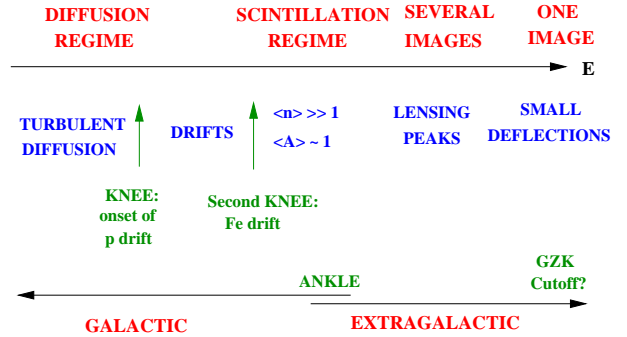 DIFFUSION REGIME
SCINTILLATION REGIME
SEVERAL IMAGES
ONE IMAGE
E
TURBULENT DIFFUSION
DRIFTS
<n> >> 1
<A> ~ 1
LENSING PEAKS
SMALL DEFLECTIONS
KNEE:
onset of
p drift
Second KNEE:
Fe drift
GZK
Cutoff?
ANKLE
GALACTIC
EXTRAGALACTIC